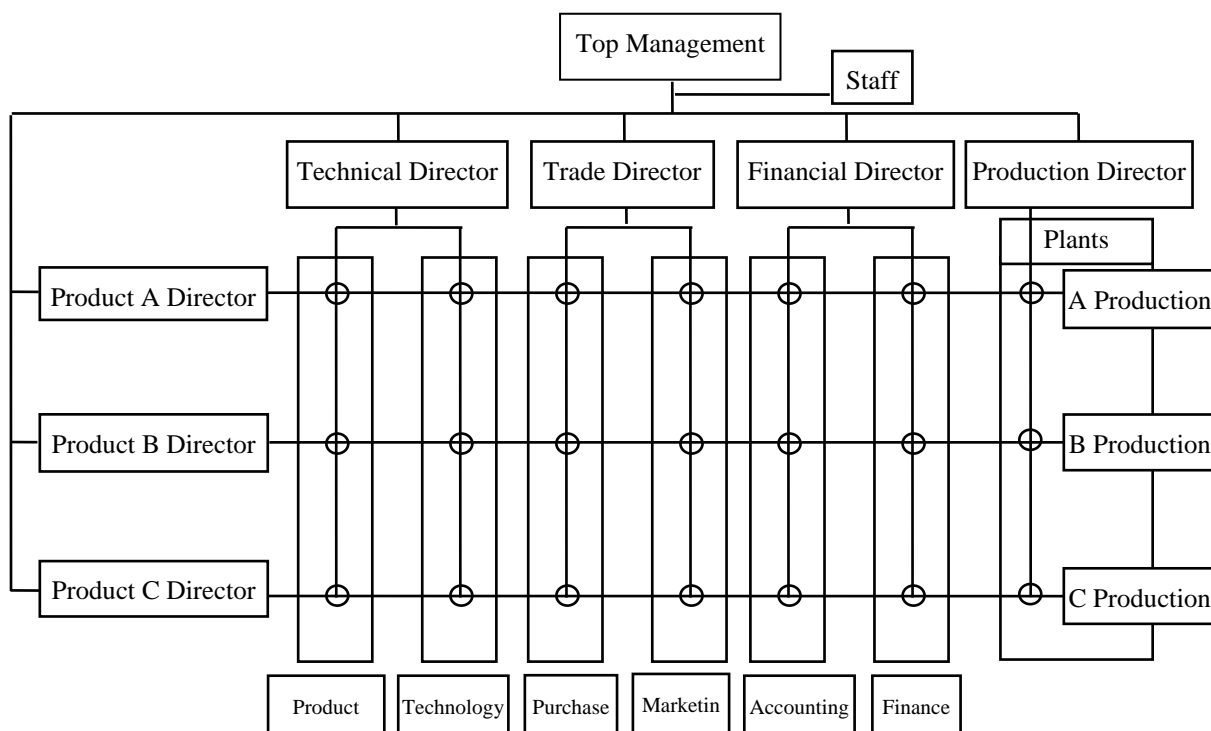 Top Management
Staff
Technical Director
Trade Director
Financial Director
Production Director
Plants
Product A Director
A Production
Product B Director
B Production
Product C Director
C Production
Product
Technology
Purchase
Marketin
Accounting
Finance